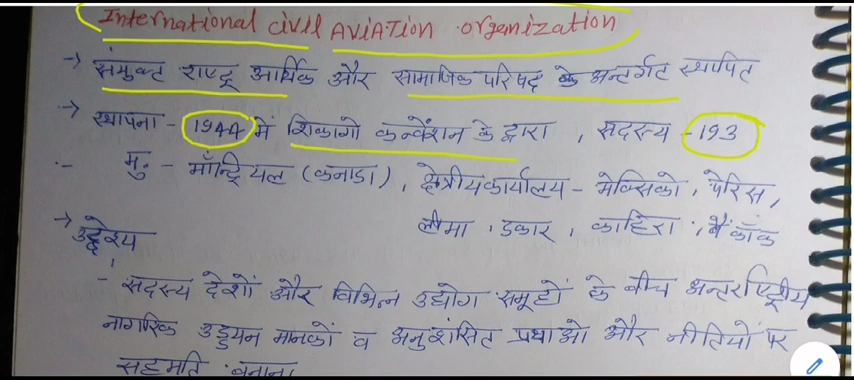 International civil AVIATION Orgenization
→ संयुक्त राष्ट्र आर्थिक और सामाजिक परिषद के अन्तर्गत स्थापित
→ स्थापना - 1944 में शिकागो कन्वेंशन के द्वारा , सदस्य - 193
मु. - मॉन्ट्रियल (कनाडा) , क्षेत्रीयकार्यालय - मेक्सिको , पेरिस ,
लीमा , डकार , काहिरा , बैंकॉक
→ उद्देश्य
- सदस्य देशों और विभिन्न उद्योग समूहों के बीच अन्तर्राष्ट्रीय
नागरिक उड्डयन मानकों व अनुशंसित प्रथाओ और नीतियों पर
सहमति बनाना